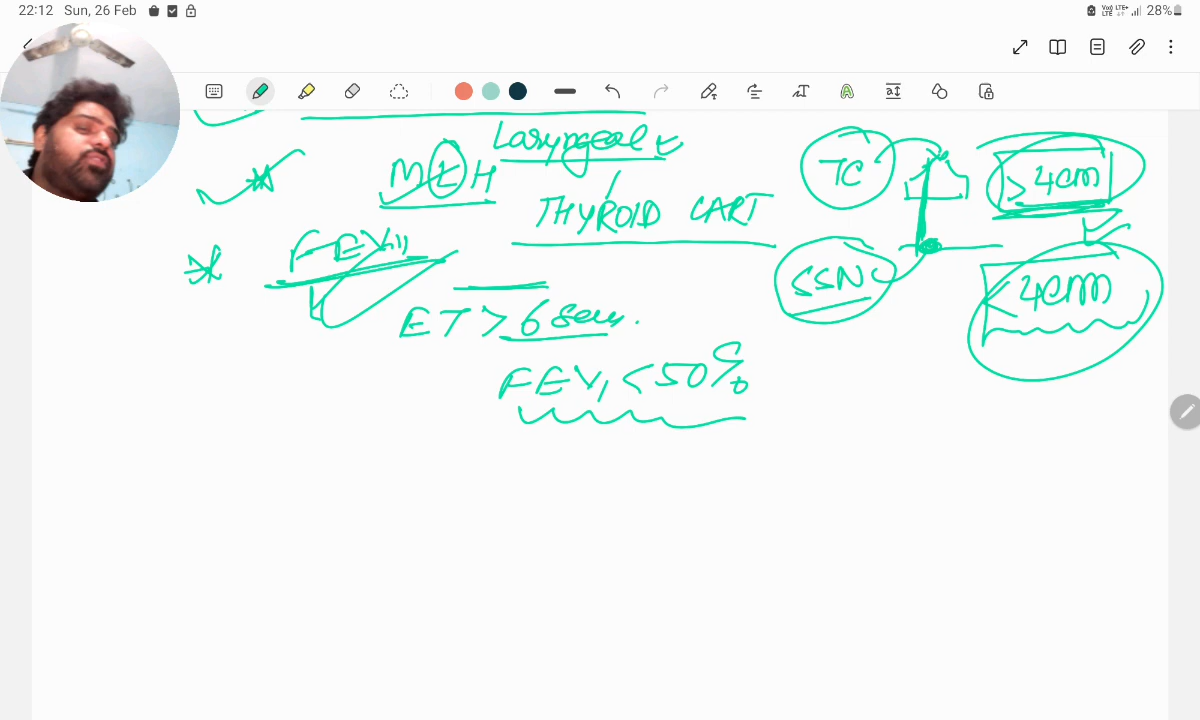 22:12 Sun, 26 Feb
28%
Laryngeal
MLH
THYROID CART
TC
> 4cm
FEV1
SSN
< 4cm
ET > 6 secs.
FEV1 < 50%